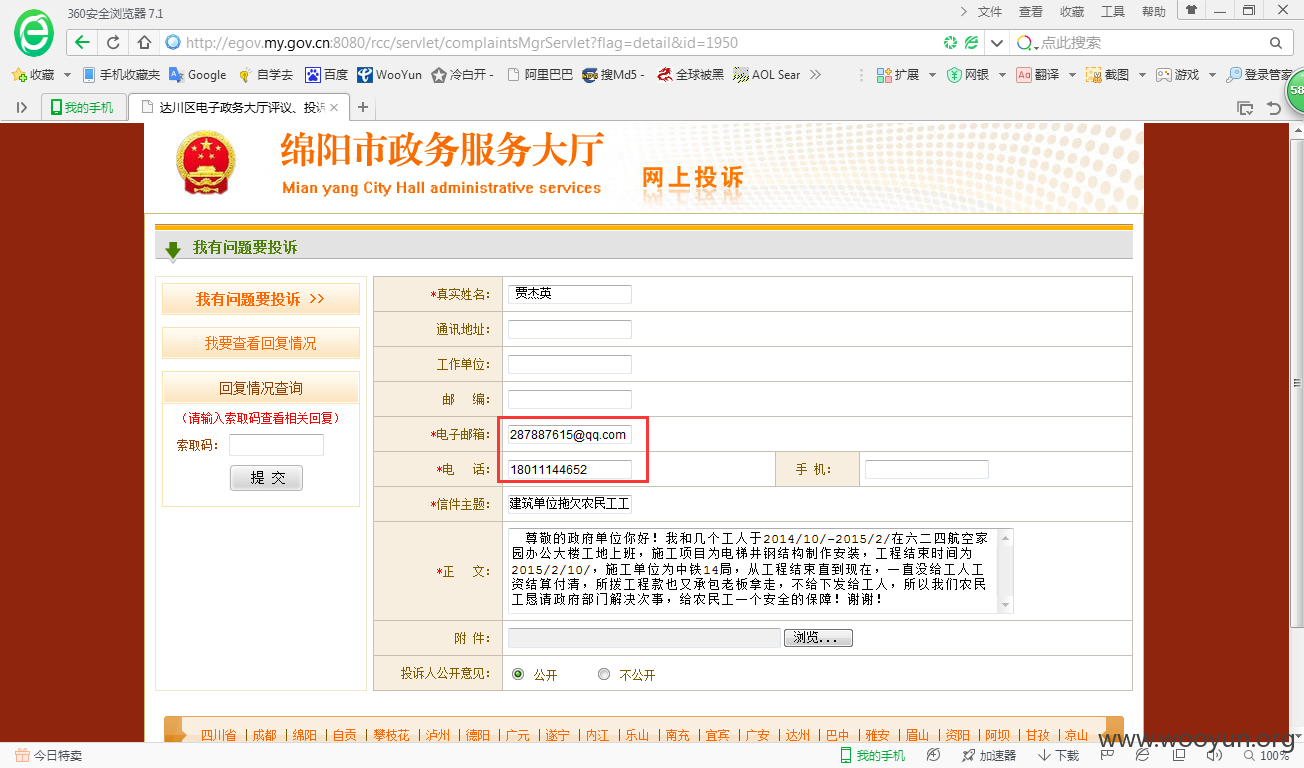 360安全浏览器 7.1
文件 查看 收藏 工具 帮助
http://egov.my.gov.cn:8080/rcc/servlet/complaintsMgrServlet?flag=detail&id=1950
点此搜索
收藏 手机收藏夹 Google 自学去 百度 WooYun 冷白开 - 阿里巴巴 搜Md5 - 全球被黑 AOL Sear 扩展 网银 翻译 截图 游戏 登录管家
58
我的手机 达川区电子政务大厅评议、投诉
绵阳市政务服务大厅
Mian yang City Hall administrative services
网上投诉
我有问题要投诉
我有问题要投诉 >>
我要查看回复情况
回复情况查询
（请输入索取码查看相关回复）
索取码：
提 交
*真实姓名： 贾杰英
通讯地址：
工作单位：
邮 编：
*电子邮箱： 287887615@qq.com
*电 话： 18011144652 手 机：
*信件主题： 建筑单位拖欠农民工工
*正 文：
尊敬的政府单位你好！我和几个工人于2014/10/-2015/2/在六二四航空家
园办公大楼工地上班，施工项目为电梯井钢结构制作安装，工程结束时间为
2015/2/10/，施工单位为中铁14局，从工程结束直到现在，一直没给工人工
资结算付清，所拨工程款也又承包老板拿走，不给下发给工人，所以我们农民
工恳请政府部门解决次事，给农民工一个安全的保障！谢谢！
附 件： 浏览...
投诉人公开意见： 公开 不公开
四川省 | 成都 | 绵阳 | 自贡 | 攀枝花 | 泸州 | 德阳 | 广元 | 遂宁 | 内江 | 乐山 | 南充 | 宜宾 | 广安 | 达州 | 巴中 | 雅安 | 眉山 | 资阳 | 阿坝 | 甘孜 | 凉山
www.wooyun.org
今日特卖 我的手机 加速器 下载 100%